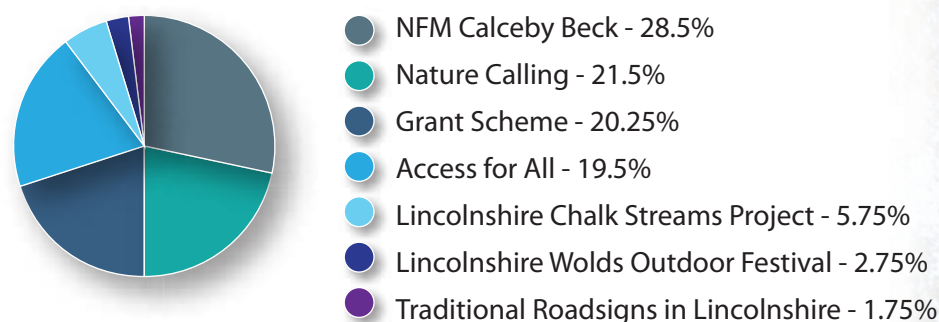 NFM Calceby Beck - 28.5%
Nature Calling - 21.5%
Grant Scheme - 20.25%
Access for All - 19.5%
Lincolnshire Chalk Streams Project - 5.75%
Lincolnshire Wolds Outdoor Festival - 2.75%
Traditional Roadsigns in Lincolnshire - 1.75%